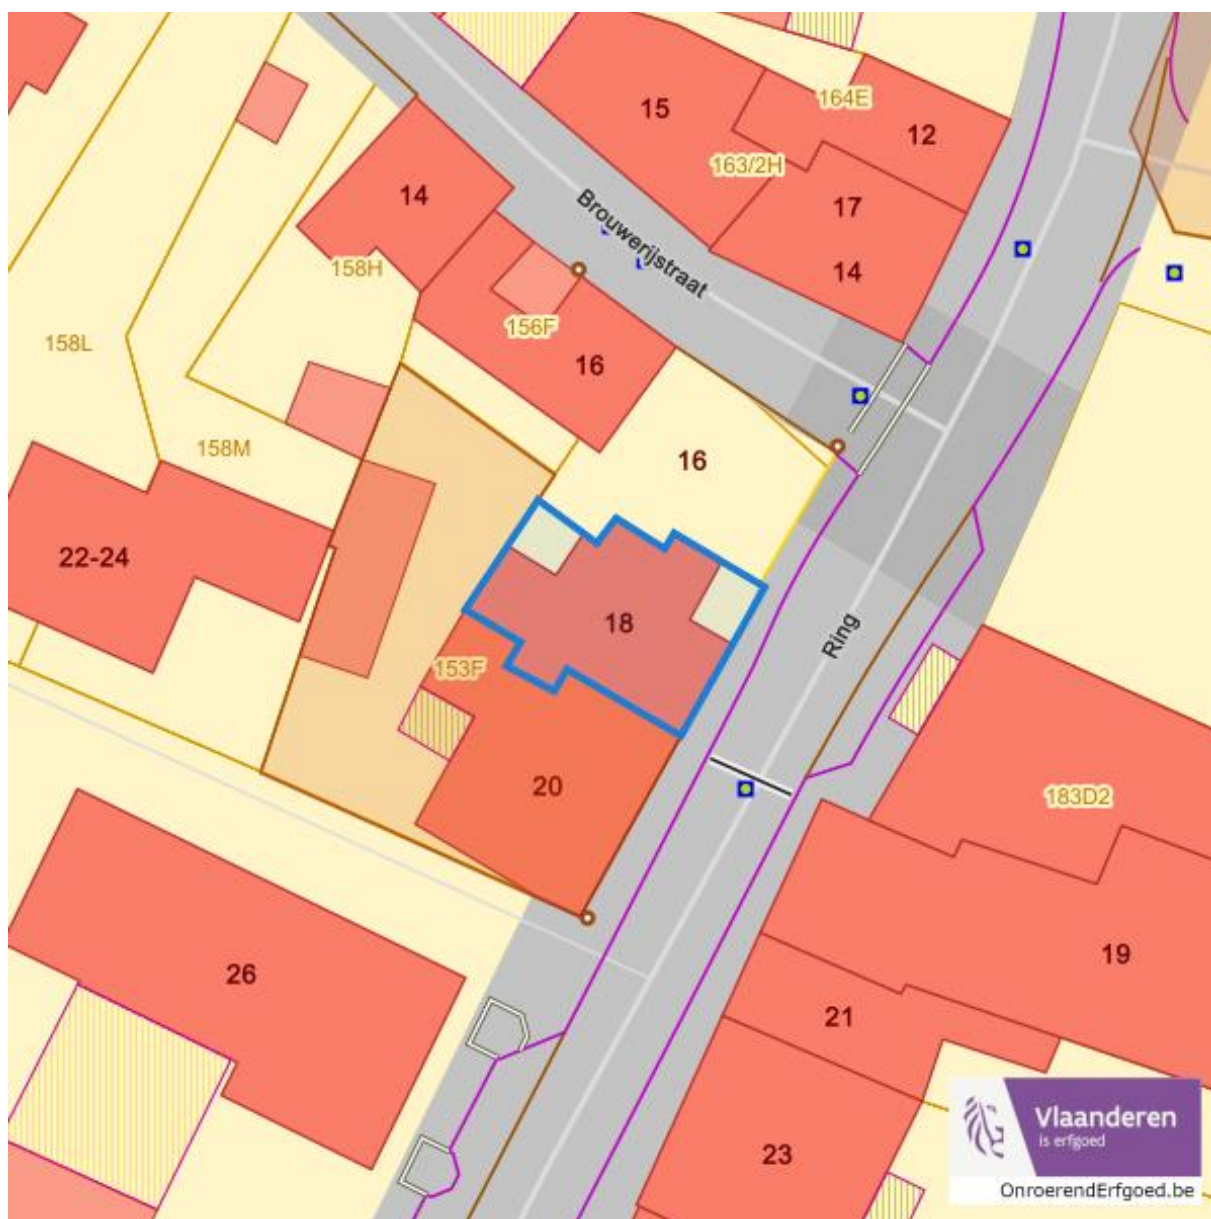 15
164E
12
163/2H
14
17
Brouwerijstraat
158H
14
156F
158L
16
158M
16
22-24
18
Ring
153F
20
183D2
26
19
21
Vlaanderen
is erfgoed
23
OnroerendErfgoed.be